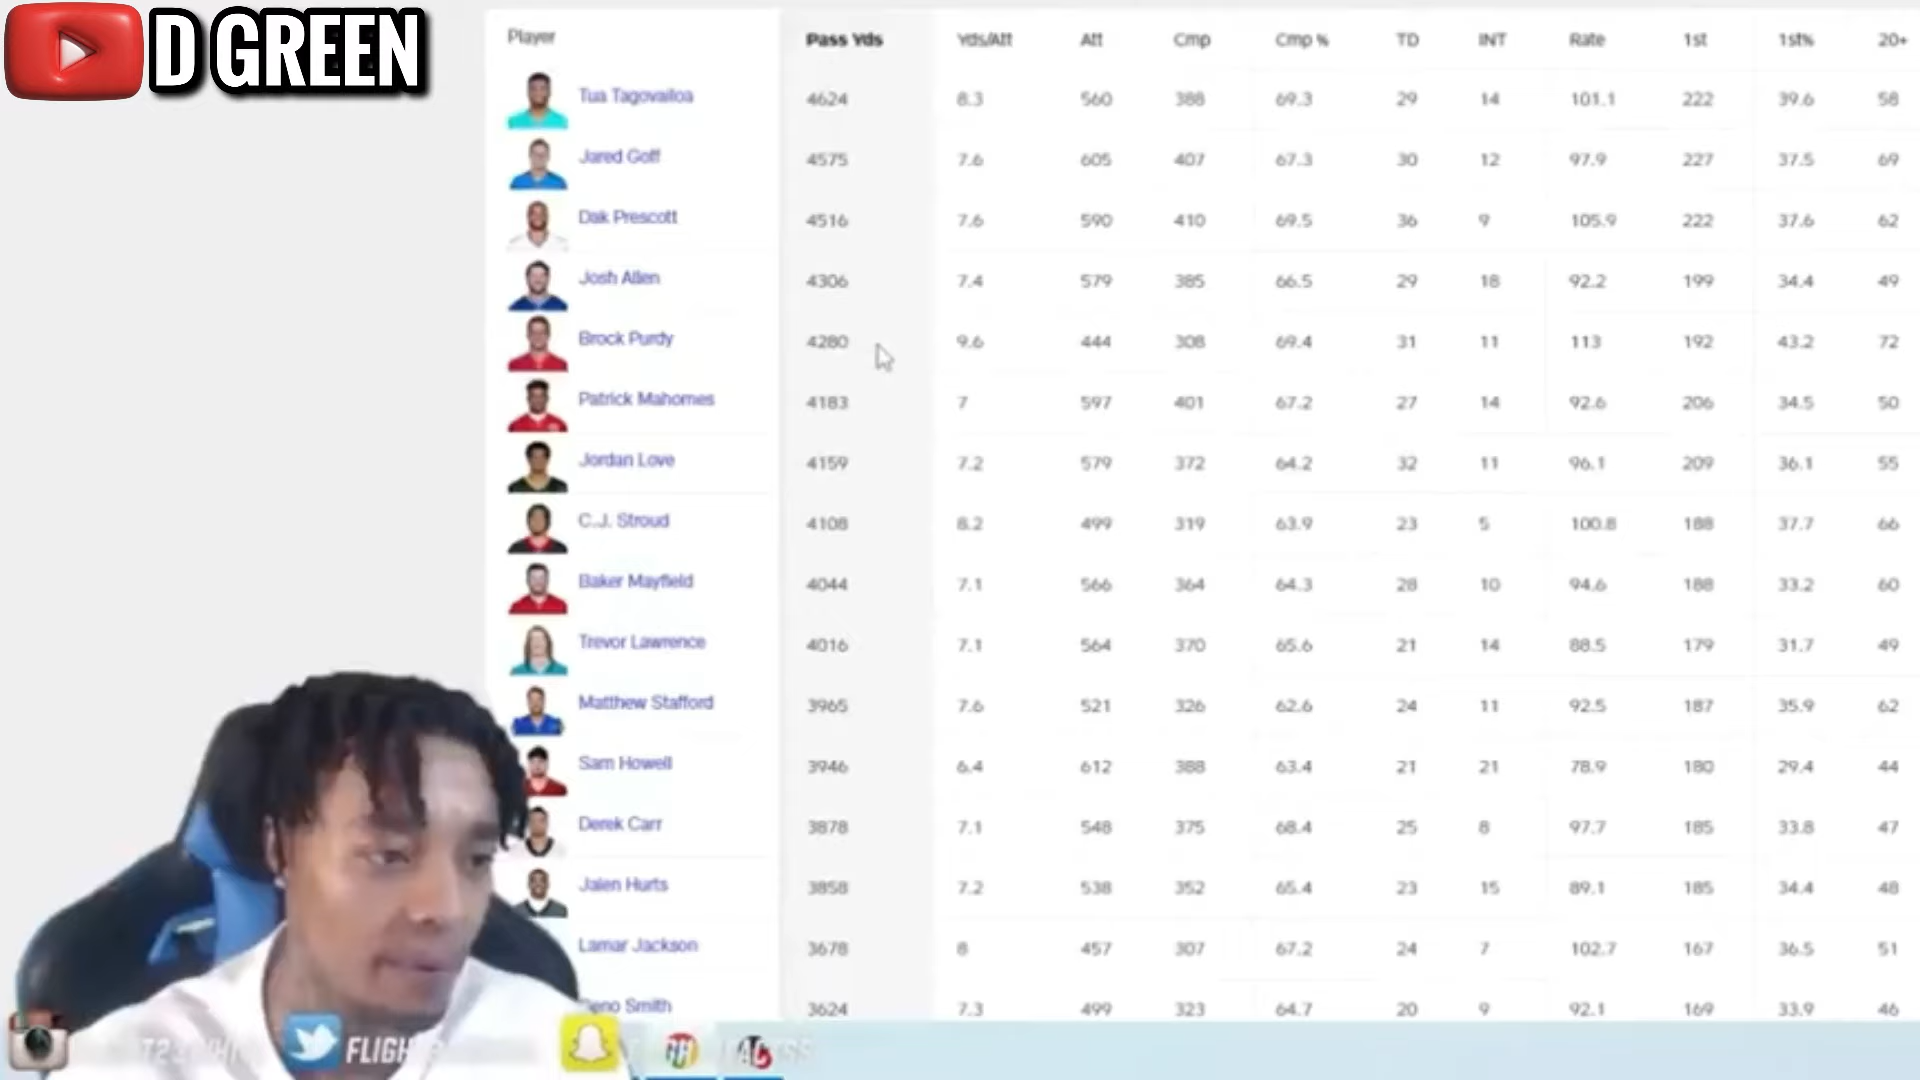 D GREEN
Player Pass Yds Yds/Att Att Cmp Cmp % TD INT Rate 1st 1st% 20+
Tua Tagovailoa 4624 8.3 560 388 69.3 29 14 101.1 222 39.6 58
Jared Goff 4575 7.6 605 407 67.3 30 12 97.9 227 37.5 69
Dak Prescott 4516 7.6 590 410 69.5 36 9 105.9 222 37.6 62
Josh Allen 4306 7.4 579 385 66.5 29 18 92.2 199 34.4 49
Brock Purdy 4280 9.6 444 308 69.4 31 11 113 192 43.2 72
Patrick Mahomes 4183 7 597 401 67.2 27 14 92.6 206 34.5 50
Jordan Love 4159 7.2 579 372 64.2 32 11 96.1 209 36.1 55
C.J. Stroud 4108 8.2 499 319 63.9 23 5 100.8 188 37.7 66
Baker Mayfield 4044 7.1 566 364 64.3 28 10 94.6 188 33.2 60
Trevor Lawrence 4016 7.1 564 370 65.6 21 14 88.5 179 31.7 49
Matthew Stafford 3965 7.6 521 326 62.6 24 11 92.5 187 35.9 62
Sam Howell 3946 6.4 612 388 63.4 21 21 78.9 180 29.4 44
Derek Carr 3878 7.1 548 375 68.4 25 8 97.7 185 33.8 47
Jalen Hurts 3858 7.2 538 352 65.4 23 15 89.1 185 34.4 48
Lamar Jackson 3678 8 457 307 67.2 24 7 102.7 167 36.5 51
Geno Smith 3624 7.3 499 323 64.7 20 9 92.1 169 33.9 46
FLIGH